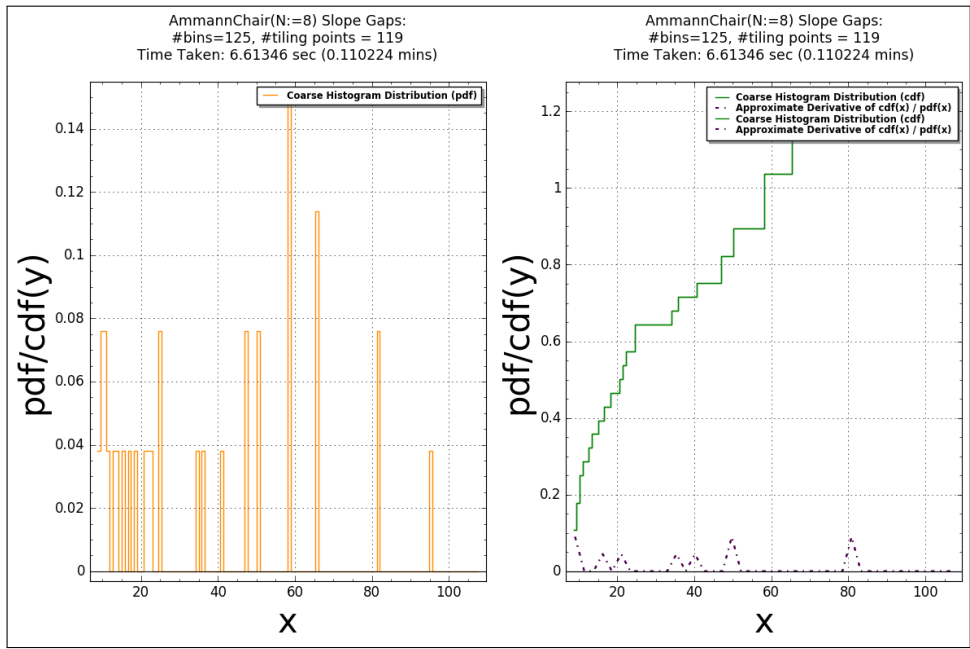 AmmannChair(N:=8) Slope Gaps:
#bins=125, #tiling points = 119
Time Taken: 6.61346 sec (0.110224 mins)
Coarse Histogram Distribution (pdf)
0.14
0.12
0.1
0.08
0.06
0.04
0.02
0
pdf/cdf(y)
20
40
60
80
100
x
AmmannChair(N:=8) Slope Gaps:
#bins=125, #tiling points = 119
Time Taken: 6.61346 sec (0.110224 mins)
Coarse Histogram Distribution (cdf)
Approximate Derivative of cdf(x) / pdf(x)
Coarse Histogram Distribution (cdf)
Approximate Derivative of cdf(x) / pdf(x)
1.2
1
0.8
0.6
0.4
0.2
0
pdf/cdf(y)
20
40
60
80
100
x